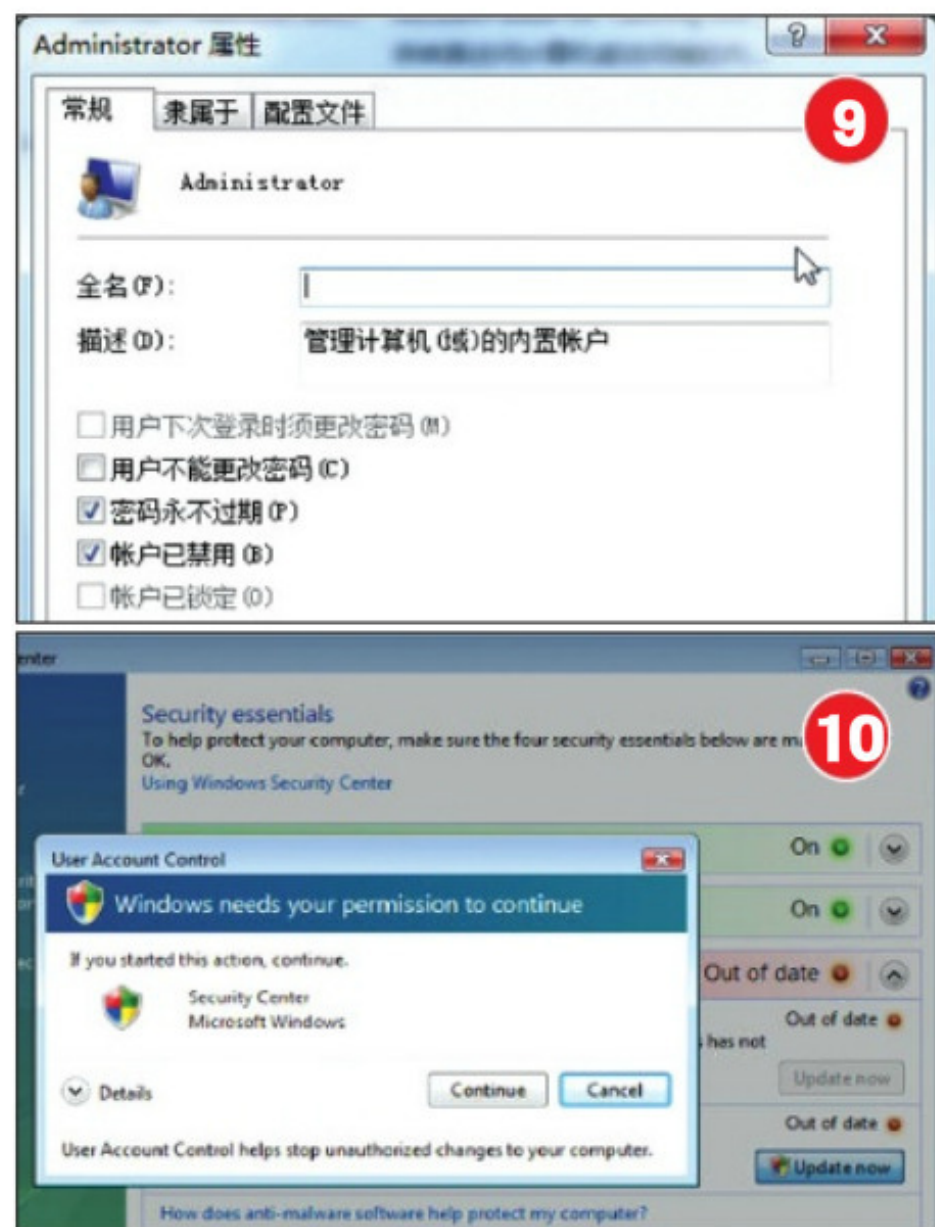 Administrator 属性
9
常规 隶属于 配置文件
Administrator
全名(F):
描述(D): 管理计算机(域)的内置帐户
用户下次登录时须更改密码(M)
用户不能更改密码(C)
密码永不过期(P)
帐户已禁用(B)
帐户已锁定(O)
enter
10
Security essentials
To help protect your computer, make sure the four security essentials below are
OK.
Using Windows Security Center
On
On
Out of date
Out of date
has not
Update now
Out of date
Update now
How does anti-malware software help protect my computer?
User Account Control
Windows needs your permission to continue
If you started this action, continue.
Security Center
Microsoft Windows
Details Continue Cancel
User Account Control helps stop unauthorized changes to your computer.